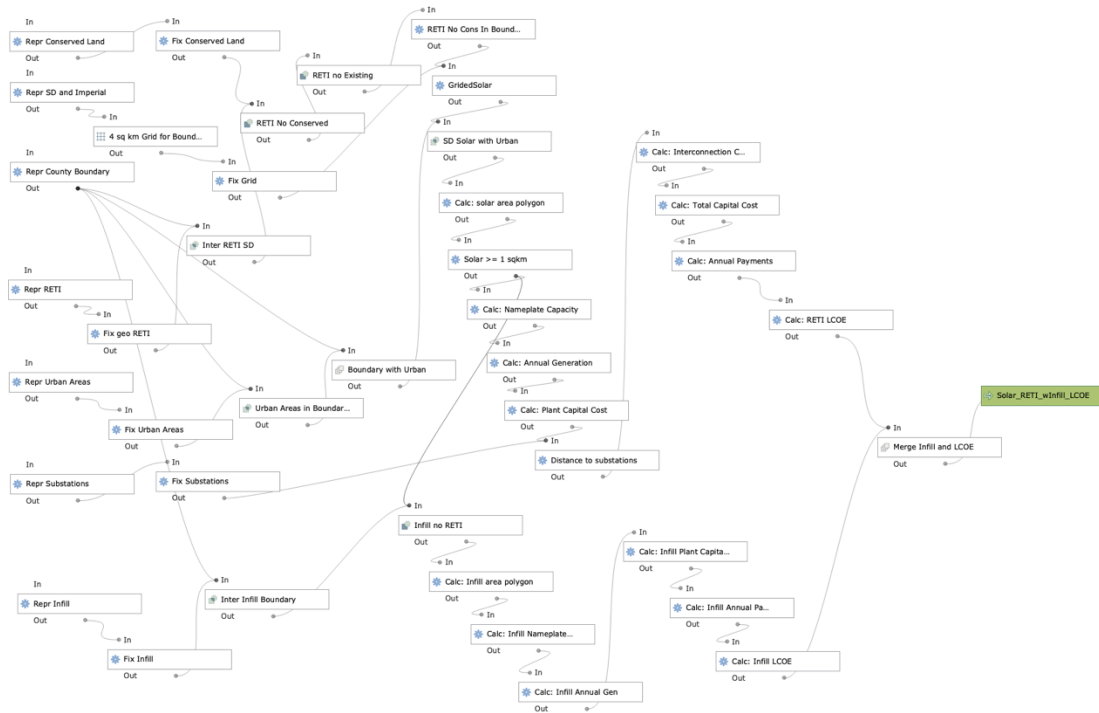 In
Repr Conserved Land
Out
In
Fix Conserved Land
Out
In
Repr SD and Imperial
Out
In
4 sq km Grid for Bound...
Out
In
Repr County Boundary
Out
In
Fix Grid
Out
In
RETI no Existing
Out
In
RETI No Conserved
Out
In
RETI No Cons In Bound...
Out
In
GridedSolar
Out
In
SD Solar with Urban
Out
In
Calc: solar area polygon
Out
In
Solar >= 1 sqkm
Out
In
Calc: Nameplate Capacity
Out
In
Calc: Annual Generation
Out
In
Calc: Plant Capital Cost
Out
In
Distance to substations
Out
In
Inter RETI SD
Out
In
Repr RETI
Out
In
Fix geo RETI
Out
In
Boundary with Urban
Out
In
Repr Urban Areas
Out
In
Urban Areas in Boundar...
Out
In
Fix Urban Areas
Out
In
Repr Substations
Out
In
Fix Substations
Out
In
Calc: Interconnection C...
Out
In
Calc: Total Capital Cost
Out
In
Calc: Annual Payments
Out
In
Calc: RETI LCOE
Out
In
Infill no RETI
Out
In
Calc: Infill area polygon
Out
In
Calc: Infill Nameplate...
Out
In
Calc: Infill Annual Gen
Out
In
Inter Infill Boundary
Out
In
Repr Infill
Out
In
Fix Infill
Out
In
Calc: Infill Plant Capita...
Out
In
Calc: Infill Annual Pa...
Out
In
Calc: Infill LCOE
Out
In
Merge Infill and LCOE
Out
Solar_RETI_wInfill_LCOE